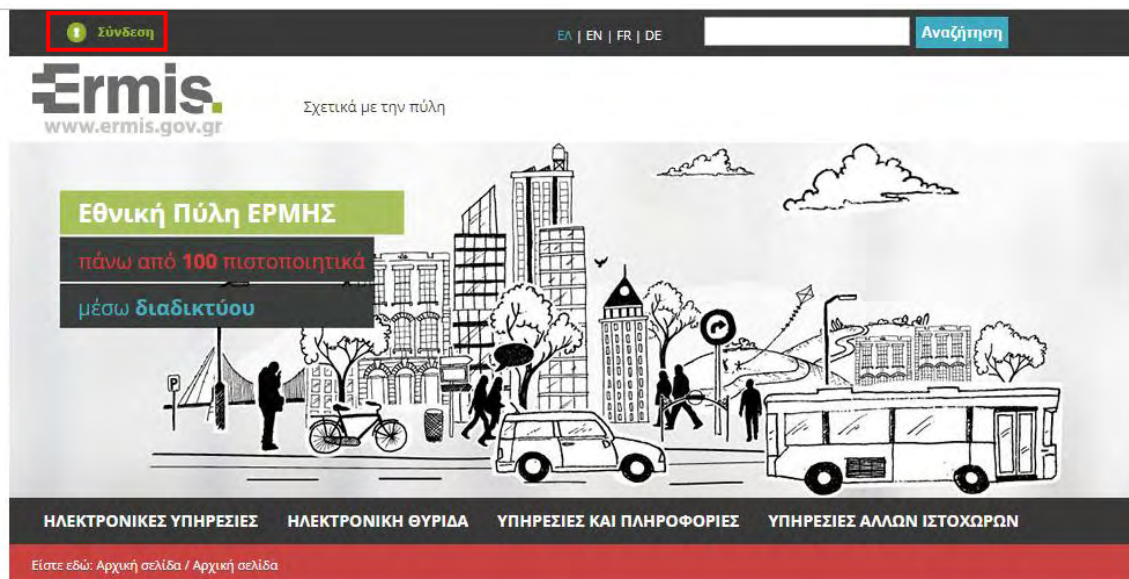 Σύνδεση
ΕΛ | EN | FR | DE
Αναζήτηση
Ermis.
www.ermis.gov.gr
Σχετικά με την πύλη
Εθνική Πύλη ΕΡΜΗΣ
πάνω από 100 πιστοποιητικά
μέσω διαδικτύου
P
ΗΛΕΚΤΡΟΝΙΚΕΣ ΥΠΗΡΕΣΙΕΣ ΗΛΕΚΤΡΟΝΙΚΗ ΘΥΡΙΔΑ ΥΠΗΡΕΣΙΕΣ ΚΑΙ ΠΛΗΡΟΦΟΡΙΕΣ ΥΠΗΡΕΣΙΕΣ ΑΛΛΩΝ ΙΣΤΟΧΩΡΩΝ
Είστε εδώ: Αρχική σελίδα / Αρχική σελίδα